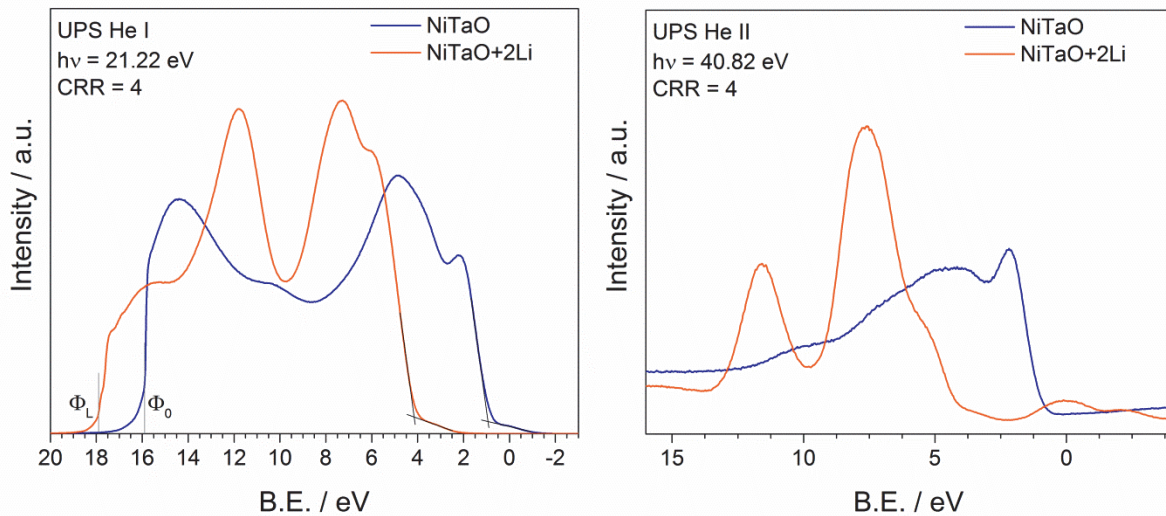 UPS He I
hν = 21.22 eV
CRR = 4
NiTaO
NiTaO+2Li
ΦL
Φ0
Intensity / a.u.
20 18 16 14 12 10 8 6 4 2 0 -2
B.E. / eV
UPS He II
hν = 40.82 eV
CRR = 4
NiTaO
NiTaO+2Li
Intensity / a.u.
15 10 5 0
B.E. / eV